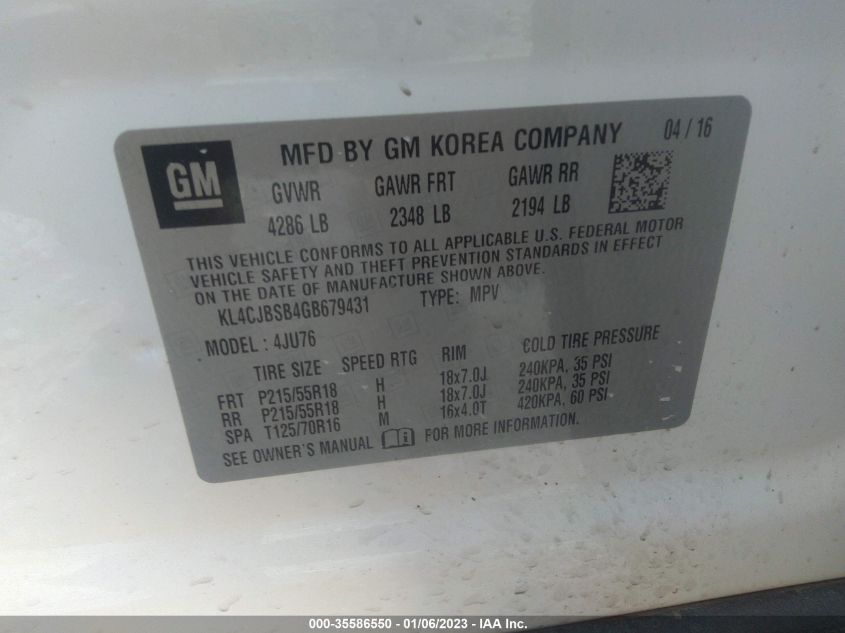 GM
MFD BY GM KOREA COMPANY 04 / 16
GVWR GAWR FRT GAWR RR
4286 LB 2348 LB 2194 LB
THIS VEHICLE CONFORMS TO ALL APPLICABLE U.S. FEDERAL MOTOR
VEHICLE SAFETY AND THEFT PREVENTION STANDARDS IN EFFECT
ON THE DATE OF MANUFACTURE SHOWN ABOVE.
KL4CJBSB4GB679431 TYPE: MPV
MODEL : 4JU76
TIRE SIZE SPEED RTG RIM COLD TIRE PRESSURE
FRT P215/55R18 H 18x7.0J 240KPA, 35 PSI
RR P215/55R18 H 18x7.0J 240KPA, 35 PSI
SPA T125/70R16 M 16x4.0T 420KPA, 60 PSI
SEE OWNER'S MANUAL FOR MORE INFORMATION.
000-35586550 - 01/06/2023 - © IAA Inc.